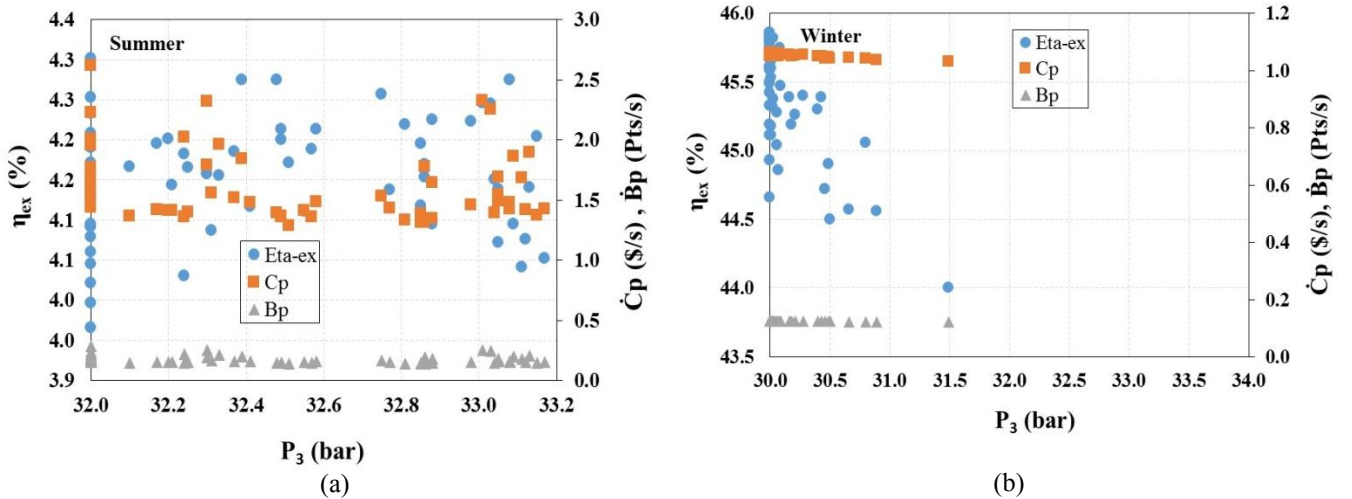 Summer
η_ex (%)
4.4
4.3
4.3
4.2
4.2
4.1
4.1
4.0
4.0
3.9
3.0
2.5
2.0
1.5
1.0
0.5
0.0
Ċp ($/s) , Ḃp (Pts/s)
Eta-ex
Cp
Bp
32.0 32.2 32.4 32.6 32.8 33.0 33.2
P₃ (bar)
(a)
Winter
η_ex (%)
46.0
45.5
45.0
44.5
44.0
43.5
1.2
1.0
0.8
0.6
0.4
0.2
0.0
Ċp ($/s), Ḃp (Pts/s)
Eta-ex
Cp
Bp
30.0 30.5 31.0 31.5 32.0 32.5 33.0 33.5 34.0
P₃ (bar)
(b)